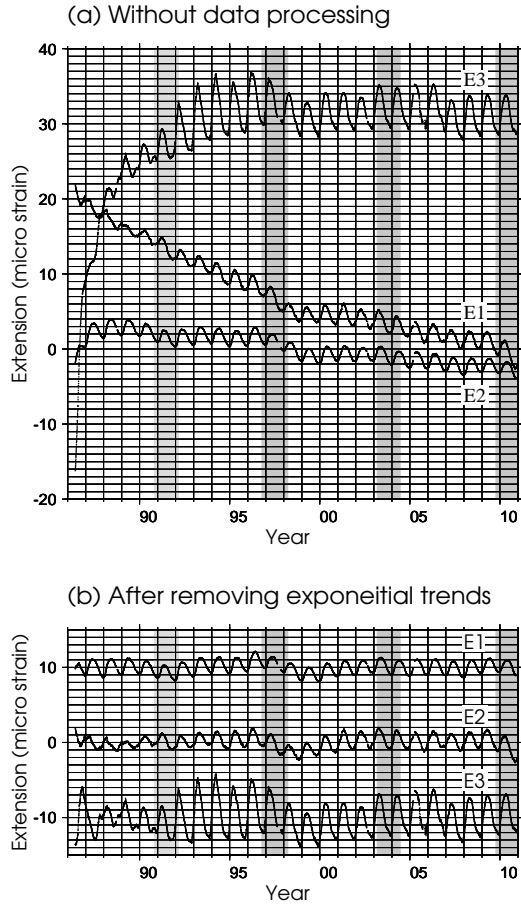 (a) Without data processing
40
30
20
10
0
-10
-20
Extension (micro strain)
E3
E1
E2
90
95
00
05
10
Year
(b) After removing exponeitial trends
10
0
-10
Extension (micro strain)
E1
E2
E3
90
95
00
05
10
Year